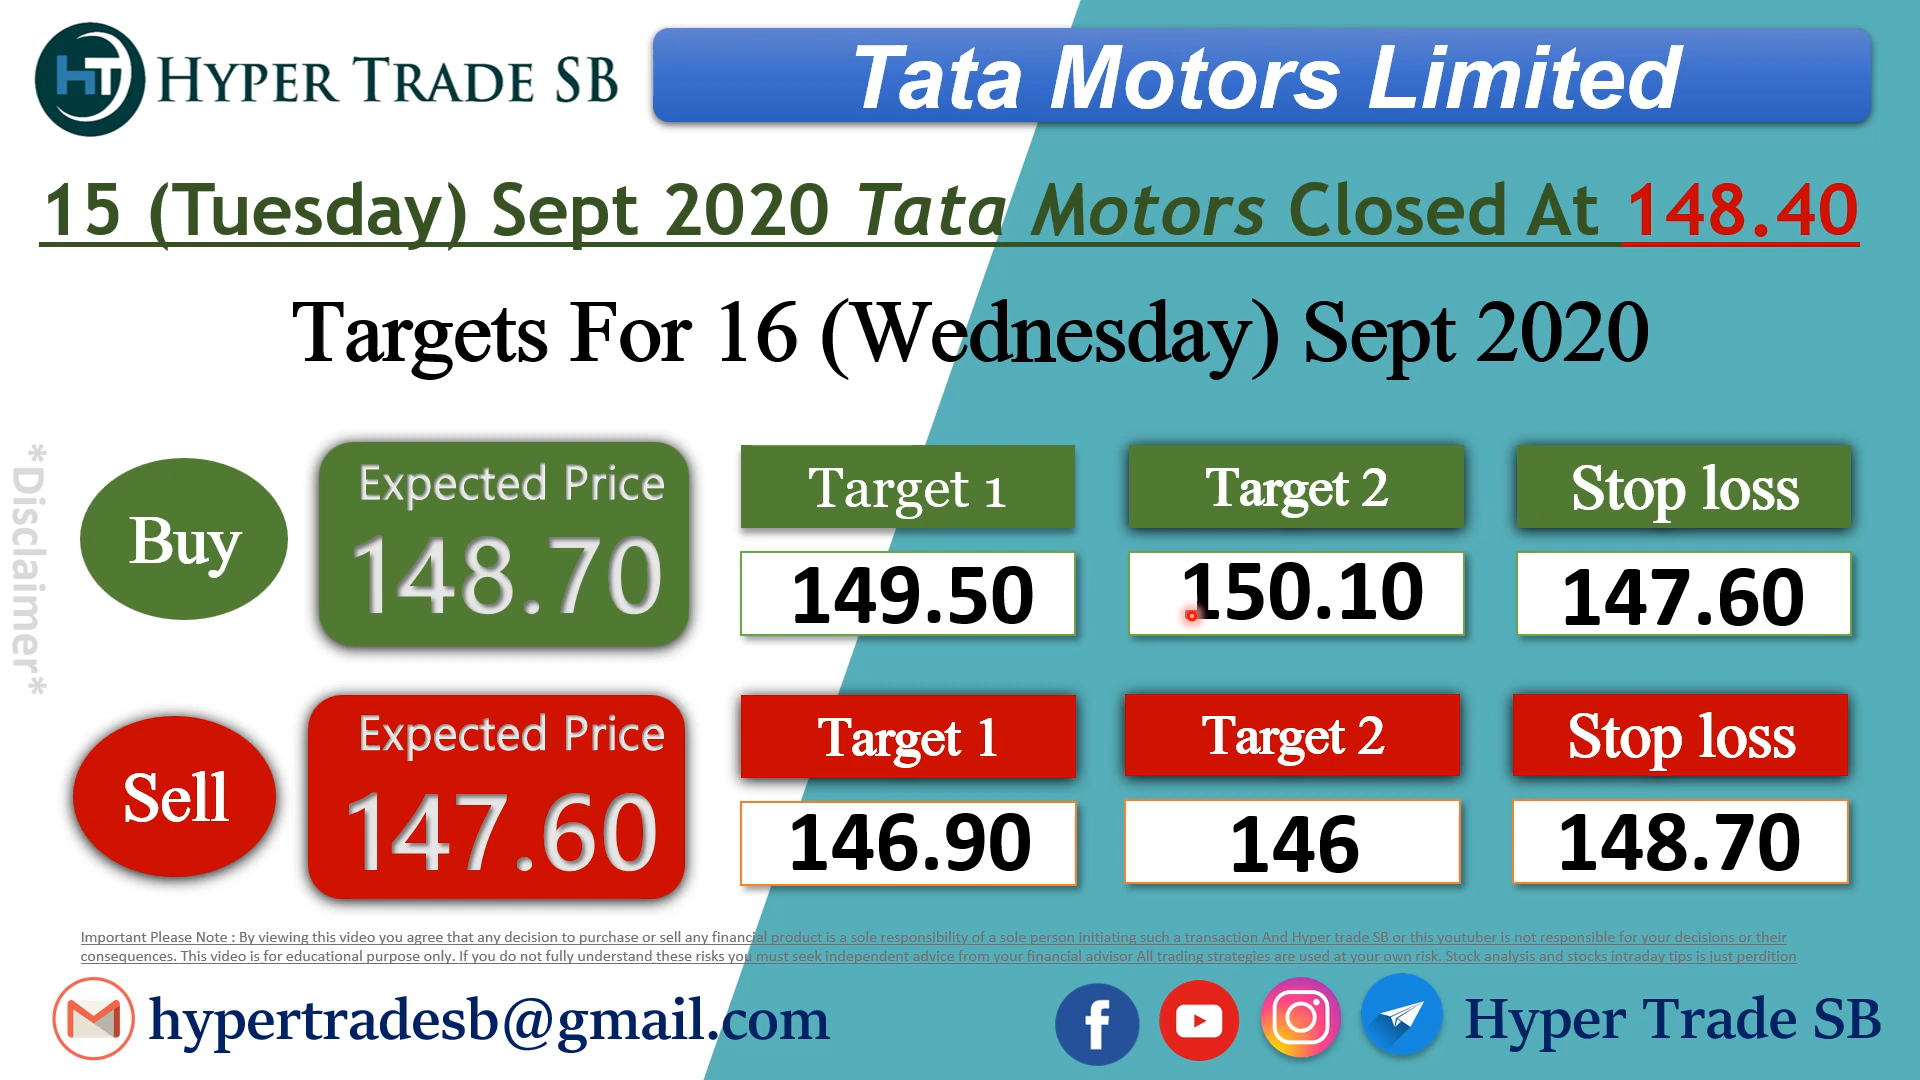 HT HYPER TRADE SB
Tata Motors Limited
15 (Tuesday) Sept 2020 Tata Motors Closed At 148.40
Targets For 16 (Wednesday) Sept 2020
*Disclaimer*
Buy
Expected Price
148.70
Target 1
149.50
Target 2
150.10
Stop loss
147.60
Sell
Expected Price
147.60
Target 1
146.90
Target 2
146
Stop loss
148.70
Important Please Note : By viewing this video you agree that any decision to purchase or sell any financial product is a sole responsibility of a sole person initiating such a transaction And Hyper trade SB or this youtuber is not responsible for your decisions or their
consequences. This video is for educational purpose only. If you do not fully understand these risks you must seek independent advice from your financial advisor All trading strategies are used at your own risk. Stock analysis and stocks intraday tips is just perdition
hypertradesb@gmail.com
f
Hyper Trade SB